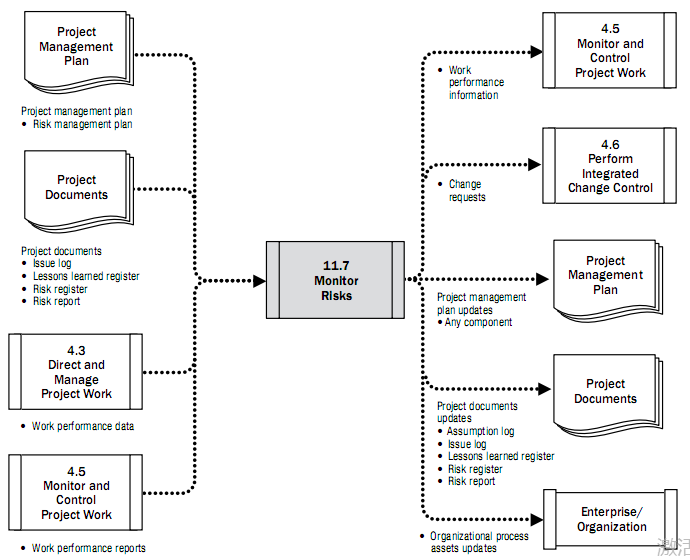 Project
Management
Plan
Project management plan
• Risk management plan
Project
Documents
Project documents
• Issue log
• Lessons learned register
• Risk register
• Risk report
4.3
Direct and
Manage
Project Work
• Work performance data
4.5
Monitor and
Control
Project Work
• Work performance reports
11.7
Monitor
Risks
4.5
Monitor and
Control
Project Work
• Work
performance
information
4.6
Perform
Integrated
Change Control
• Change
requests
Project
Management
Plan
Project management
plan updates
• Any component
Project
Documents
Project documents
updates
• Assumption log
• Issue log
• Lessons learned register
• Risk register
• Risk report
Enterprise/
Organization
• Organizational process
assets updates
激活